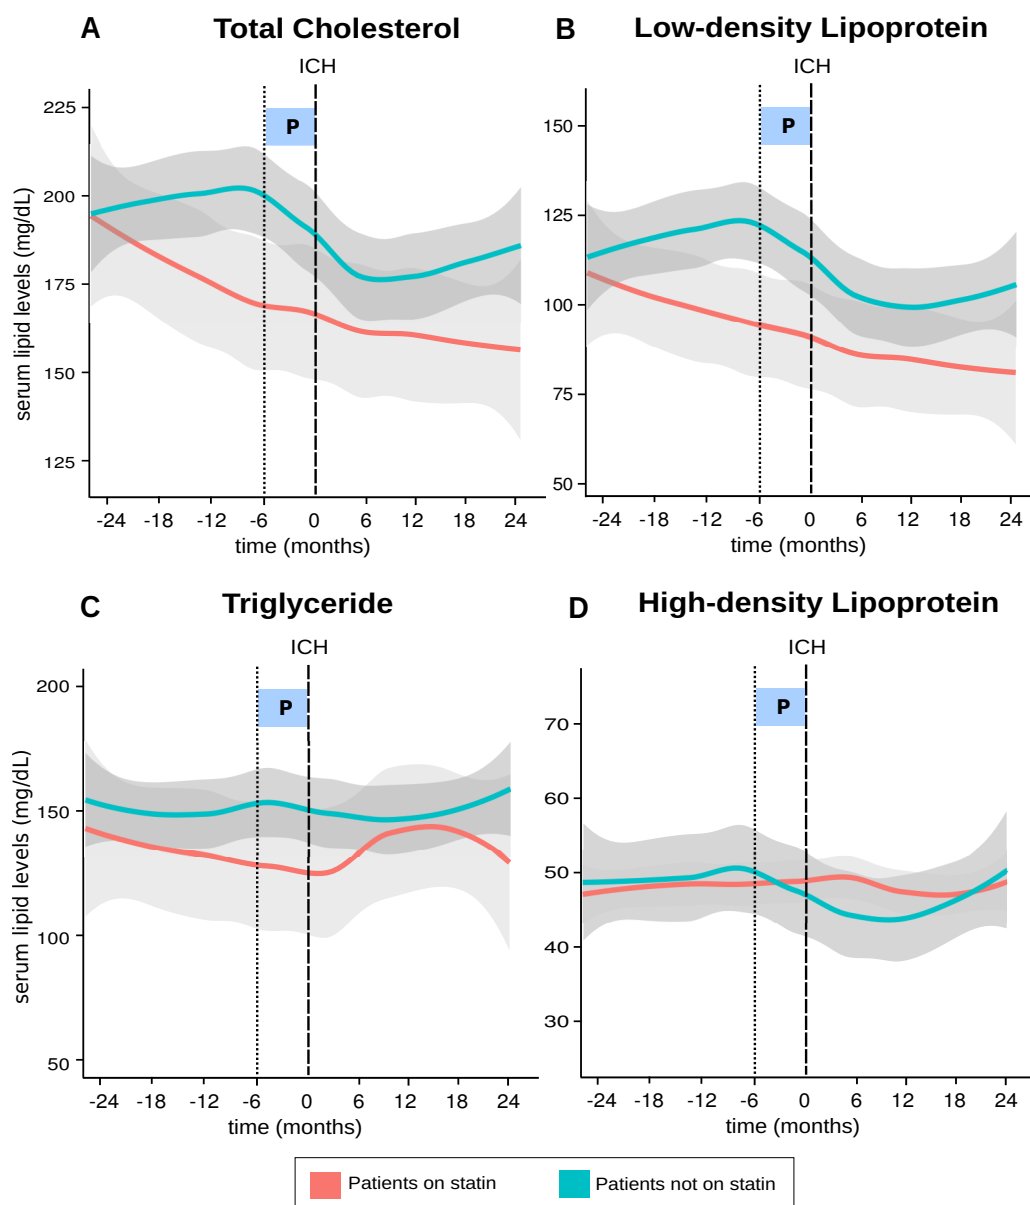 A Total Cholesterol
ICH
P
225
200
175
150
125
serum lipid levels (mg/dL)
-24 -18 -12 -6 0 6 12 18 24
time (months)
B Low-density Lipoprotein
ICH
P
150
125
100
75
50
-24 -18 -12 -6 0 6 12 18 24
time (months)
C Triglyceride
ICH
P
200
150
100
50
serum lipid levels (mg/dL)
-24 -18 -12 -6 0 6 12 18 24
time (months)
D High-density Lipoprotein
ICH
P
70
60
50
40
30
-24 -18 -12 -6 0 6 12 18 24
time (months)
Patients on statin Patients not on statin